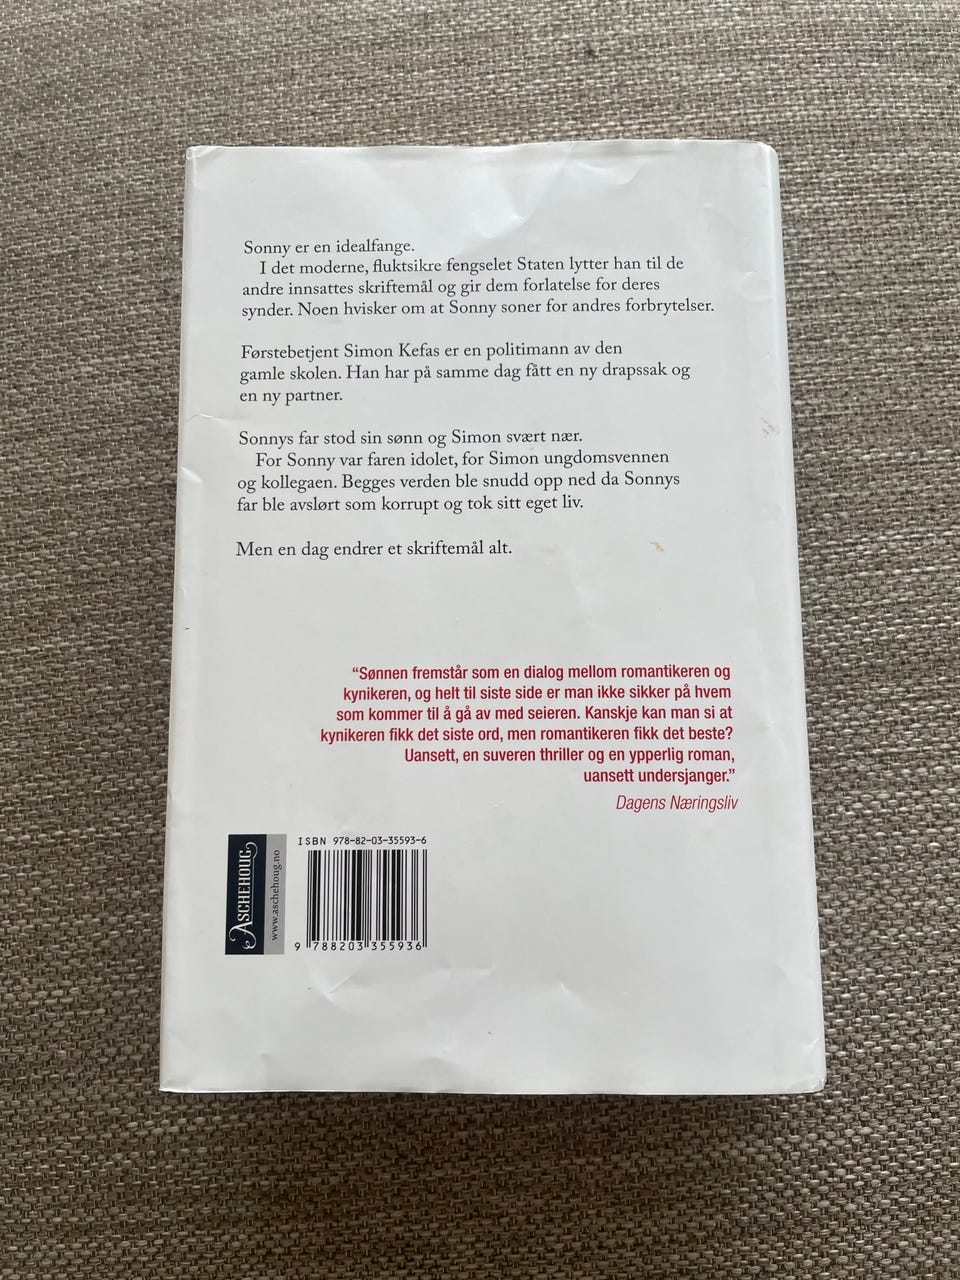 Sonny er en idealfange.
I det moderne, fluktsikre fengselet Staten lytter han til de
andre innsattes skriftemål og gir dem forlatelse for deres
synder. Noen hvisker om at Sonny soner for andres forbrytelser.
Førstebetjent Simon Kefas er en politimann av den
gamle skolen. Han har på samme dag fått en ny drapssak og
en ny partner.
Sonnys far stod sin sønn og Simon svært nær.
For Sonny var faren idolet, for Simon ungdomsvennen
og kollegaen. Begges verden ble snudd opp ned da Sonnys
far ble avslørt som korrupt og tok sitt eget liv.
Men en dag endrer et skriftemål alt.
“Sønnen fremstår som en dialog mellom romantikeren og
kynikeren, og helt til siste side er man ikke sikker på hvem
som kommer til å gå av med seieren. Kanskje kan man si at
kynikeren fikk det siste ord, men romantikeren fikk det beste?
Uansett, en suveren thriller og en ypperlig roman,
uansett undersjanger.”
Dagens Næringsliv
ASCHEHOUG
www.aschehoug.no
ISBN 978-82-03-35593-6
9 788203 355936